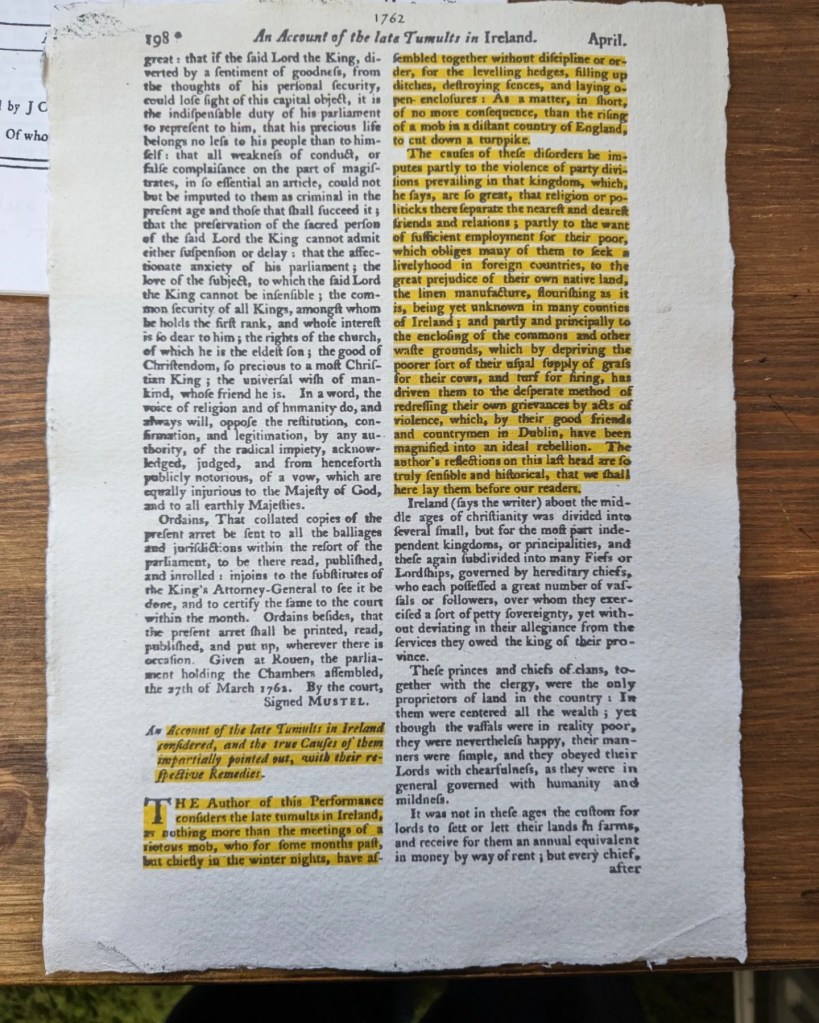 1762
198* An Account of the late Tumults in Ireland. April.
great: that if the ſaid Lord the King, di-
verted by a ſentiment of goodneſs, from
the thoughts of his perſonal ſecurity,
could loſe ſight of this capital object, it is
the indiſpenſable duty of his parliament
to repreſent to him, that his precious life
belongs no leſs to his people than to him-
ſelf: that all weakneſs of conduct, or
falſe complaiſance on the part of magiſ-
trates, in ſo eſſential an article, could not
but be imputed to them as criminal in the
preſent age and thoſe that ſhall ſucceed it;
that the preſervation of the ſacred perſon
of the ſaid Lord the King cannot admit
either ſuſpenſion or delay: that the affec-
tionate anxiety of his parliament; the
love of the ſubject, to which the ſaid Lord
the King cannot be inſenſible; the com-
mon ſecurity of all Kings, amongſt whom
he holds the firſt rank, and whoſe intereſt
is ſo dear to him; the rights of the church,
of which he is the eldeſt ſon; the good of
Chriſtendom, ſo precious to a moſt Chriſ-
tian King; the univerſal wiſh of man-
kind, whoſe friend he is. In a word, the
voice of religion and of humanity do, and
always will, oppoſe the reſtitution, con-
firmation, and legitimation, by any au-
thority, of the radical impiety, acknow-
ledged, judged, and from henceforth
publicly notorious, of a vow, which are
equally injurious to the Majeſty of God,
and to all earthly Majeſties.
Ordains, That collated copies of the
preſent arret be ſent to all the balliages
and juriſdictions within the reſort of the
parliament, to be there read, publiſhed,
and inrolled: injoins to the ſubſtitutes of
the King's Attorney-General to ſee it be
done, and to certify the ſame to the court
within the month. Ordains beſides, that
the preſent arret ſhall be printed, read,
publiſhed, and put up, wherever there is
occaſion. Given at Rouen, the parlia-
ment holding the Chambers aſſembled,
the 27th of March 1762. By the court,
Signed MUSTEL.
An Account of the late Tumults in Ireland
conſidered, and the true Cauſes of them
impartially pointed out, with their re-
ſpective Remedies.
THE Author of this Performance
conſiders the late tumults in Ireland,
as nothing more than the meetings of a
riotous mob, who for ſome months paſt,
but chiefly in the winter nights, have aſ-
ſembled together without diſcipline or or-
der, for the levelling hedges, filling up
ditches, deſtroying fences, and laying o-
pen encloſures: As a matter, in ſhort,
of no more conſequence, than the riſing
of a mob in a diſtant country of England,
to cut down a turnpike.
The cauſes of theſe diſorders he im-
putes partly to the violence of party divi-
ſions prevailing in that kingdom, which,
he ſays, are ſo great, that religion or po-
liticks there ſeparate the neareſt and deareſt
friends and relations; partly to the want
of ſufficient employment for their poor,
which obliges many of them to ſeek a
livelyhood in foreign countries, to the
great prejudice of their own native land,
the linen manufacture, flouriſhing as it
is, being yet unknown in many counties
of Ireland; and partly and principally to
the encloſing of the commons and other
waſte grounds, which by depriving the
poorer ſort of their uſual ſupply of graſs
for their cows, and turf for firing, has
driven them to the deſperate method of
redreſſing their own grievances by acts of
violence, which, by their good friends
and countrymen in Dublin, have been
magnified into an ideal rebellion. The
author's reflections on this laſt head are ſo
truly ſenſible and hiſtorical, that we ſhall
here lay them before our readers.
Ireland (ſays the writer) about the mid-
dle ages of chriſtianity was divided into
ſeveral ſmall, but for the moſt part inde-
pendent kingdoms, or principalities, and
theſe again ſubdivided into many Fiefs or
Lordſhips, governed by hereditary chiefs,
who each poſſeſſed a great number of vaſ-
ſals or followers, over whom they exer-
ciſed a ſort of petty ſovereignty, yet with-
out deviating in their allegiance from the
ſervices they owed the king of their pro-
vince.
Theſe princes and chiefs of clans, to-
gether with the clergy, were the only
proprietors of land in the country: In
them were centered all the wealth; yet
though the vaſſals were in reality poor,
they were nevertheleſs happy, their man-
ners were ſimple, and they obeyed their
Lords with chearfulneſs, as they were in
general governed with humanity and
mildneſs.
It was not in theſe ages the cuſtom for
lords to ſett or lett their lands in farms,
and receive for them an annual equivalent
in money by way of rent; but every chief,
after
by J C
Of who